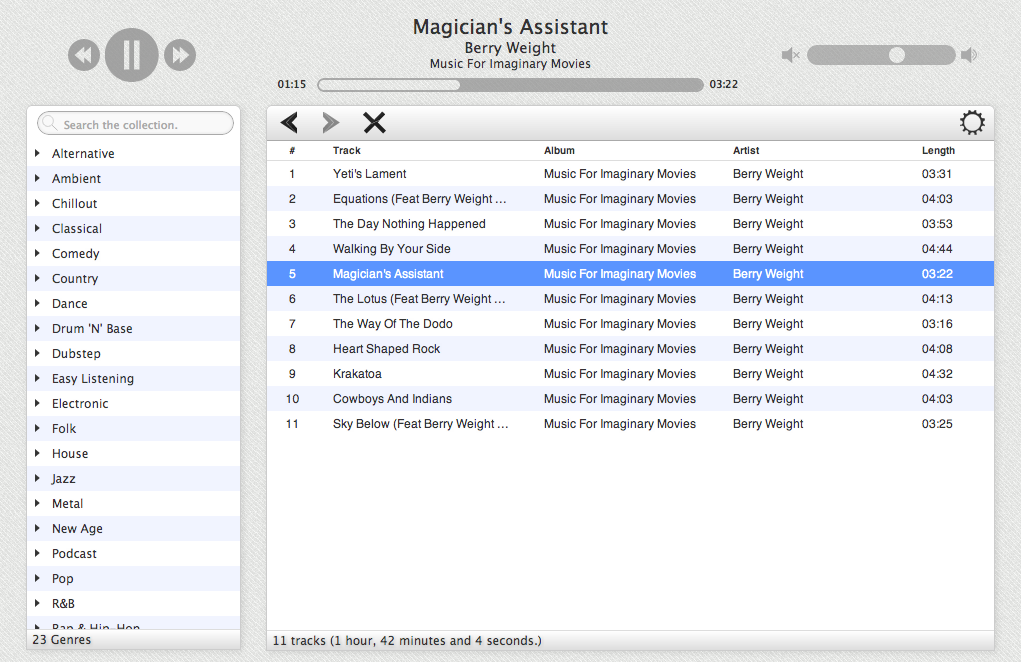 Magician's Assistant
Berry Weight
Music For Imaginary Movies
01:15 03:22
Search the collection.
Alternative
Ambient
Chillout
Classical
Comedy
Country
Dance
Drum 'N' Base
Dubstep
Easy Listening
Electronic
Folk
House
Jazz
Metal
New Age
Podcast
Pop
R&B
Rap & Hip-Hop
23 Genres
# Track Album Artist Length
1 Yeti's Lament Music For Imaginary Movies Berry Weight 03:31
2 Equations (Feat Berry Weight ... Music For Imaginary Movies Berry Weight 04:03
3 The Day Nothing Happened Music For Imaginary Movies Berry Weight 03:53
4 Walking By Your Side Music For Imaginary Movies Berry Weight 04:44
5 Magician's Assistant Music For Imaginary Movies Berry Weight 03:22
6 The Lotus (Feat Berry Weight ... Music For Imaginary Movies Berry Weight 04:13
7 The Way Of The Dodo Music For Imaginary Movies Berry Weight 03:16
8 Heart Shaped Rock Music For Imaginary Movies Berry Weight 04:08
9 Krakatoa Music For Imaginary Movies Berry Weight 04:32
10 Cowboys And Indians Music For Imaginary Movies Berry Weight 04:03
11 Sky Below (Feat Berry Weight ... Music For Imaginary Movies Berry Weight 03:25
11 tracks (1 hour, 42 minutes and 4 seconds.)